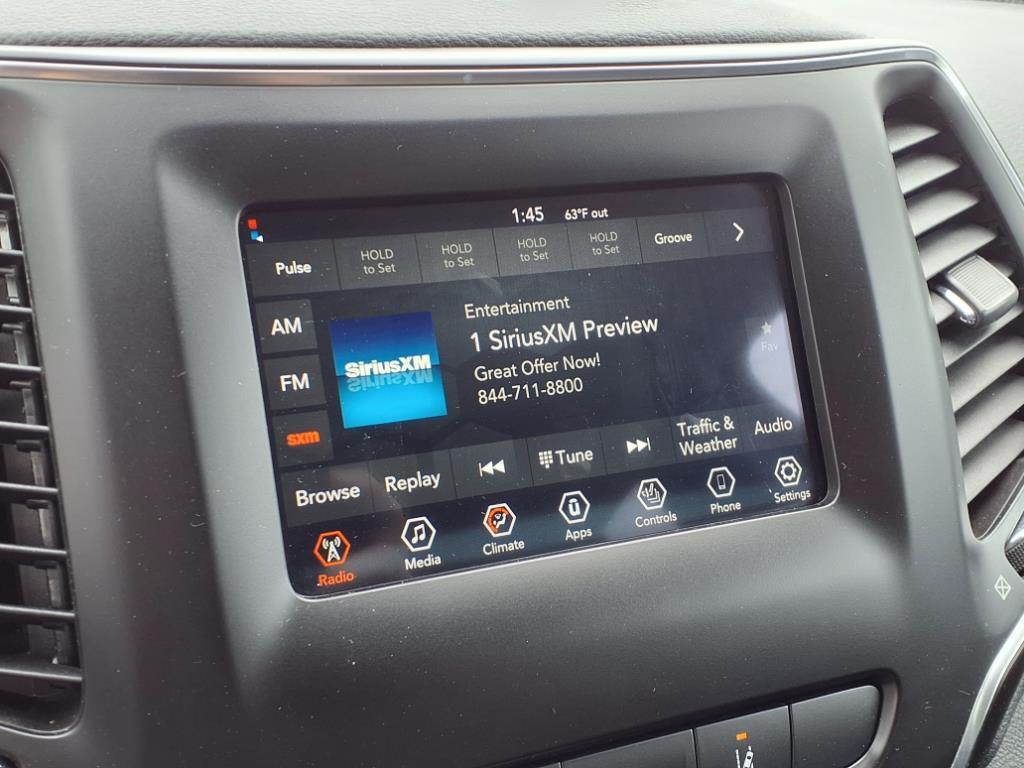 1:45 63°F out
Pulse
HOLD
to Set
HOLD
to Set
HOLD
to Set
HOLD
to Set
Groove
AM
FM
sxm
SiriusXM
Entertainment
1 SiriusXM Preview
Great Offer Now!
844-711-8800
Fav
Browse
Replay
Tune
Traffic &
Weather
Audio
Radio
Media
Climate
Apps
Controls
Phone
Settings